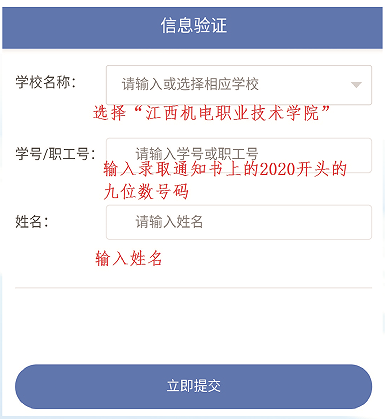 信息验证
学校名称：
请输入或选择相应学校
选择“江西机电职业技术学院”
学号/职工号：
请输入学号或职工号
输入录取通知书上的2020开头的
九位数号码
姓名：
请输入姓名
输入姓名
立即提交